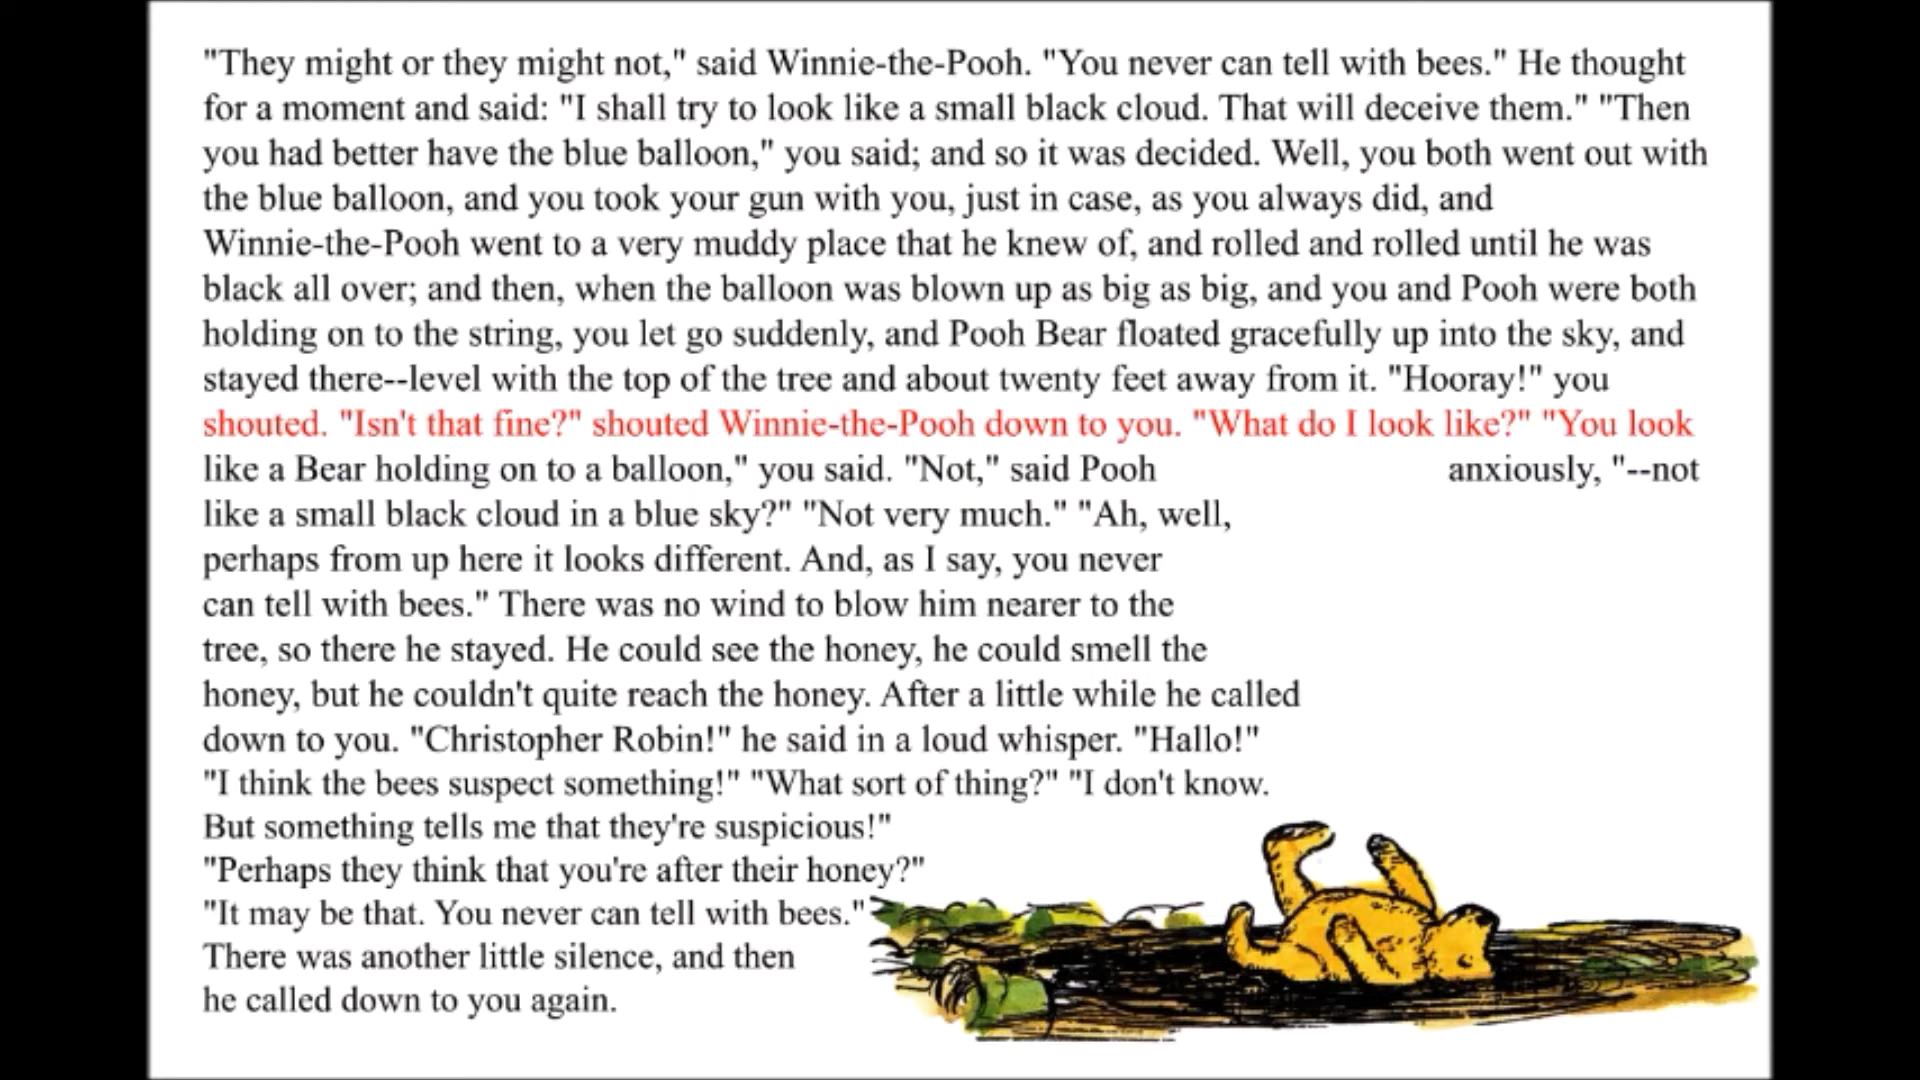 "They might or they might not," said Winnie-the-Pooh. "You never can tell with bees." He thought
for a moment and said: "I shall try to look like a small black cloud. That will deceive them." "Then
you had better have the blue balloon," you said; and so it was decided. Well, you both went out with
the blue balloon, and you took your gun with you, just in case, as you always did, and
Winnie-the-Pooh went to a very muddy place that he knew of, and rolled and rolled until he was
black all over; and then, when the balloon was blown up as big as big, and you and Pooh were both
holding on to the string, you let go suddenly, and Pooh Bear floated gracefully up into the sky, and
stayed there--level with the top of the tree and about twenty feet away from it. "Hooray!" you
shouted. "Isn't that fine?" shouted Winnie-the-Pooh down to you. "What do I look like?" "You look
like a Bear holding on to a balloon," you said. "Not," said Pooh anxiously, "--not
like a small black cloud in a blue sky?" "Not very much." "Ah, well,
perhaps from up here it looks different. And, as I say, you never
can tell with bees." There was no wind to blow him nearer to the
tree, so there he stayed. He could see the honey, he could smell the
honey, but he couldn't quite reach the honey. After a little while he called
down to you. "Christopher Robin!" he said in a loud whisper. "Hallo!"
"I think the bees suspect something!" "What sort of thing?" "I don't know.
But something tells me that they're suspicious!"
"Perhaps they think that you're after their honey?"
"It may be that. You never can tell with bees."
There was another little silence, and then
he called down to you again.